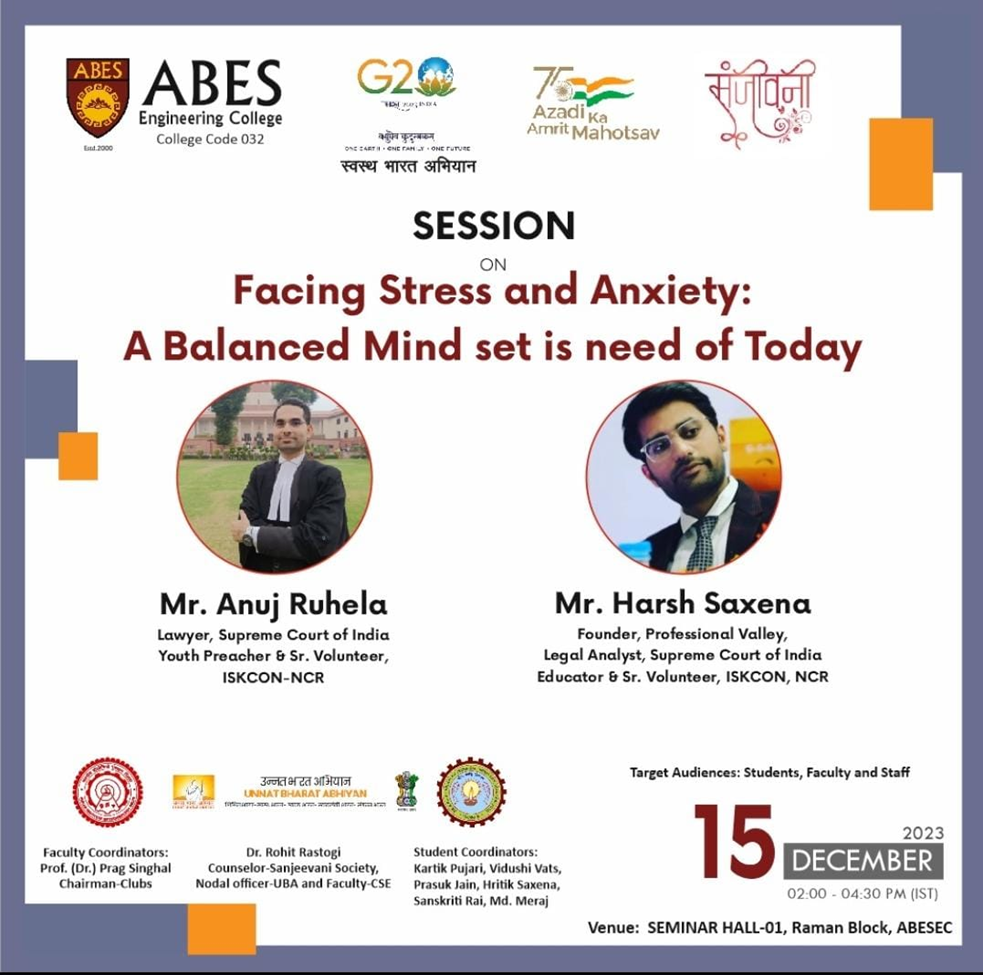 ABES
Estd.2000
ABES
Engineering College
College Code 032
G20
वसुधैव कुटुम्बकम्
ONE EARTH • ONE FAMILY • ONE FUTURE
स्वस्थ भारत अभियान
75
Azadi Ka
Amrit Mahotsav
संजीवनी
SESSION
ON
Facing Stress and Anxiety:
A Balanced Mind set is need of Today
Mr. Anuj Ruhela
Lawyer, Supreme Court of India
Youth Preacher & Sr. Volunteer,
ISKCON-NCR
Mr. Harsh Saxena
Founder, Professional Valley,
Legal Analyst, Supreme Court of India
Educator & Sr. Volunteer, ISKCON, NCR
उन्नत भारत अभियान
UNNAT BHARAT ABHIYAN
Faculty Coordinators:
Prof. (Dr.) Prag Singhal
Chairman-Clubs
Dr. Rohit Rastogi
Counselor-Sanjeevani Society,
Nodal officer-UBA and Faculty-CSE
Student Coordinators:
Kartik Pujari, Vidushi Vats,
Prasuk Jain, Hritik Saxena,
Sanskriti Rai, Md. Meraj
Target Audiences: Students, Faculty and Staff
15
2023
DECEMBER
02:00 - 04:30 PM (IST)
Venue: SEMINAR HALL-01, Raman Block, ABESEC